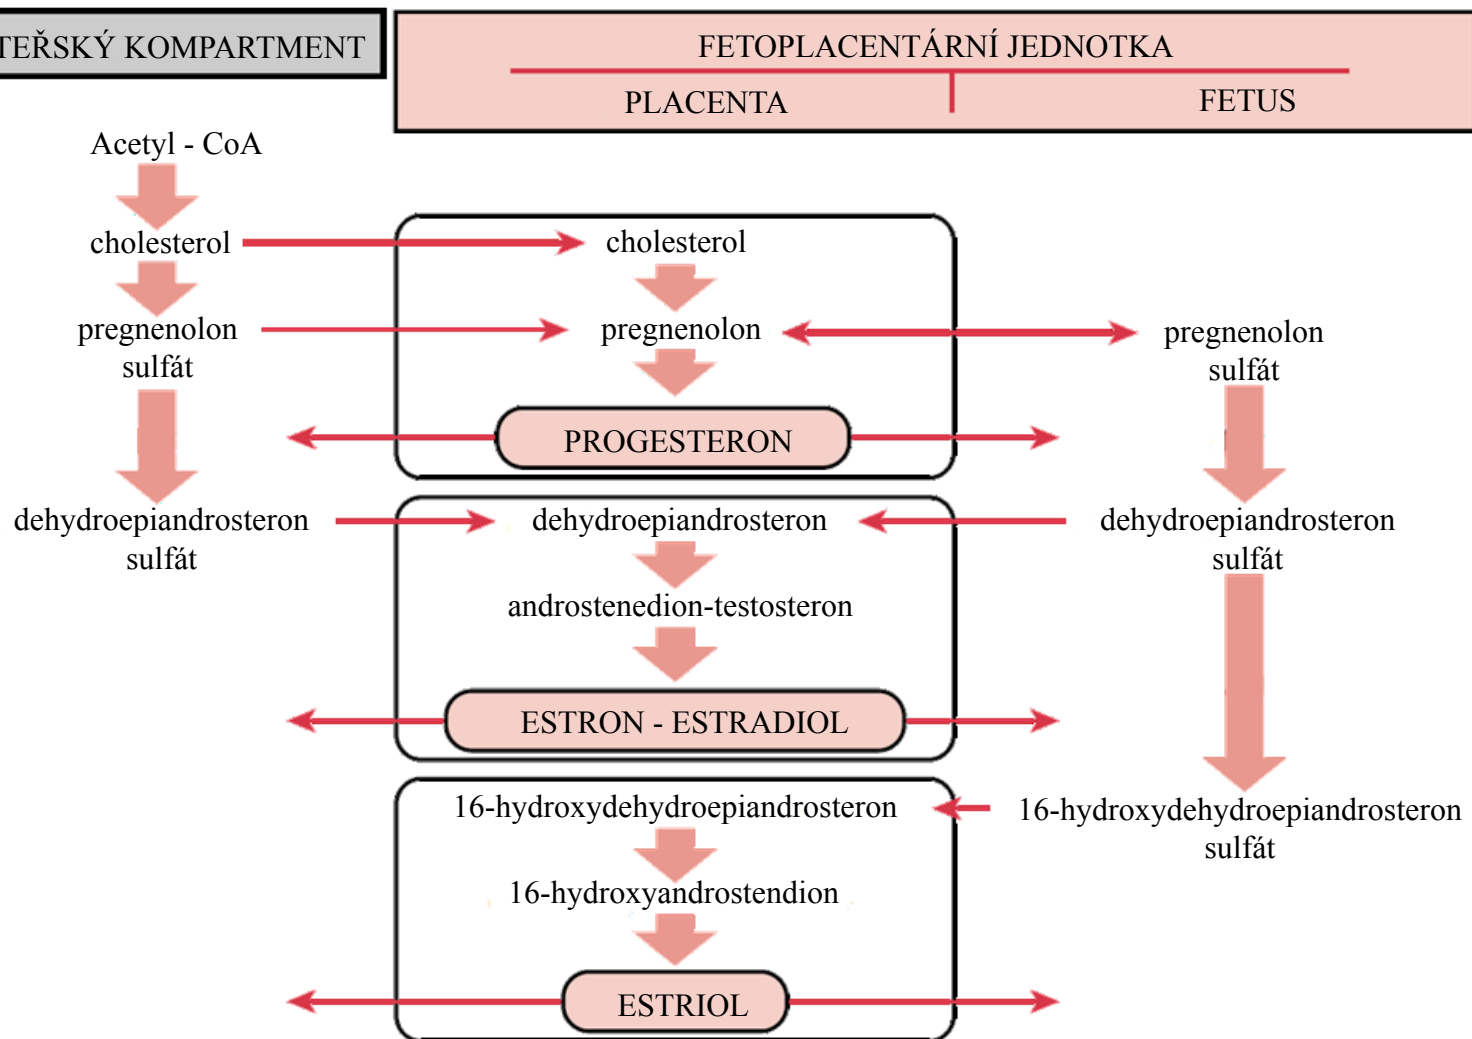 TEŘSKÝ KOMPARTMENT
FETOPLACENTÁRNÍ JEDNOTKA
PLACENTA
FETUS
Acetyl - CoA
cholesterol
pregnenolon
sulfát
dehydroepiandrosteron
sulfát
cholesterol
pregnenolon
PROGESTERON
dehydroepiandrosteron
androstenedion-testosteron
ESTRON - ESTRADIOL
16-hydroxydehydroepiandrosteron
16-hydroxyandrostendion
ESTRIOL
pregnenolon
sulfát
dehydroepiandrosteron
sulfát
16-hydroxydehydroepiandrosteron
sulfát